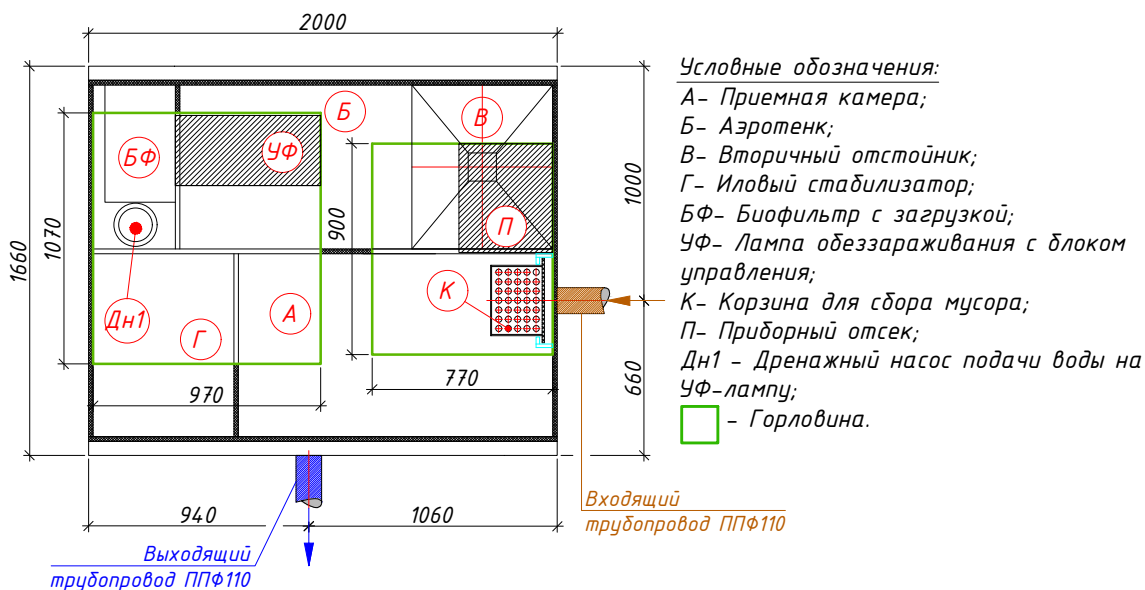 2000
Условные обозначения:
А- Приемная камера;
Б- Аэротенк;
В- Вторичный отстойник;
Г- Иловый стабилизатор;
БФ- Биофильтр с загрузкой;
УФ- Лампа обеззараживания с блоком
управления;
К- Корзина для сбора мусора;
П- Приборный отсек;
Дн1 - Дренажный насос подачи воды на
УФ-лампу;
- Горловина.
Б
В
БФ
УФ
П
К
А
Г
Дн1
1660
1070
900
1000
660
970
770
940
1060
Входящий
трубопровод ППФ110
Выходящий
трубопровод ППФ110